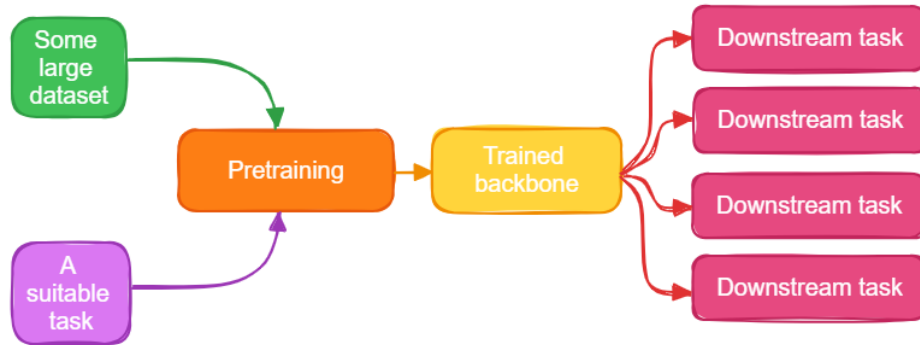 Some
large
dataset
Pretraining
A
suitable
task
Trained
backbone
Downstream task
Downstream task
Downstream task
Downstream task